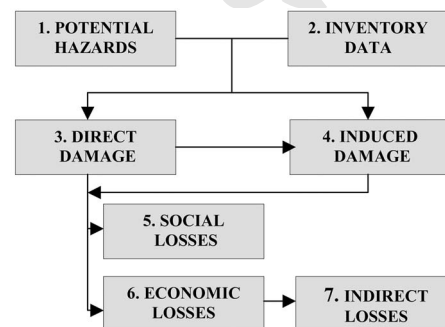 1. POTENTIAL
HAZARDS
2. INVENTORY
DATA
3. DIRECT
DAMAGE
4. INDUCED
DAMAGE
5. SOCIAL
LOSSES
6. ECONOMIC
LOSSES
7. INDIRECT
LOSSES